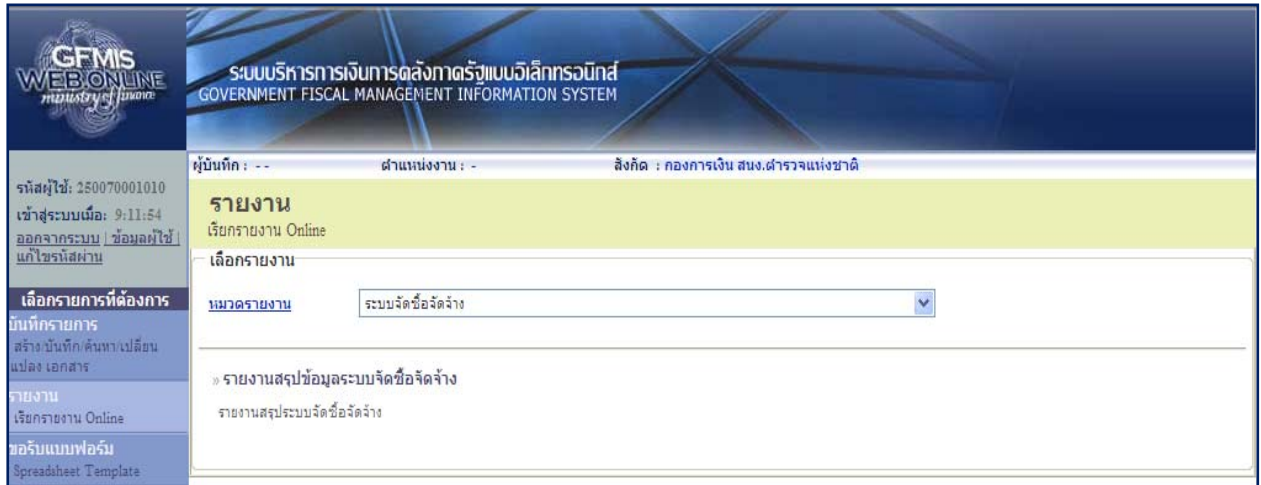 GFMIS
WEB ONLINE
ministry of finance
ระบบบริหารการเงินการคลังภาครัฐแบบอิเล็กทรอนิกส์
GOVERNMENT FISCAL MANAGEMENT INFORMATION SYSTEM
ผู้บันทึก : - - ตำแหน่งงาน : - สังกัด : กองการเงิน สนง.ตำรวจแห่งชาติ
รหัสผู้ใช้: 250070001010
เข้าสู่ระบบเมื่อ: 9:11:54
ออกจากระบบ | ข้อมูลผู้ใช้ |
แก้ไขรหัสผ่าน
เลือกรายการที่ต้องการ
บันทึกรายการ
สร้าง/บันทึก/ค้นหา/เปลี่ยน
แปลง เอกสาร
รายงาน
เรียกรายงาน Online
ขอรับแบบฟอร์ม
Spreadsheet Template
รายงาน
เรียกรายงาน Online
เลือกรายงาน
หมวดรายงาน ระบบจัดซื้อจัดจ้าง
» รายงานสรุปข้อมูลระบบจัดซื้อจัดจ้าง
รายงานสรุประบบจัดซื้อจัดจ้าง